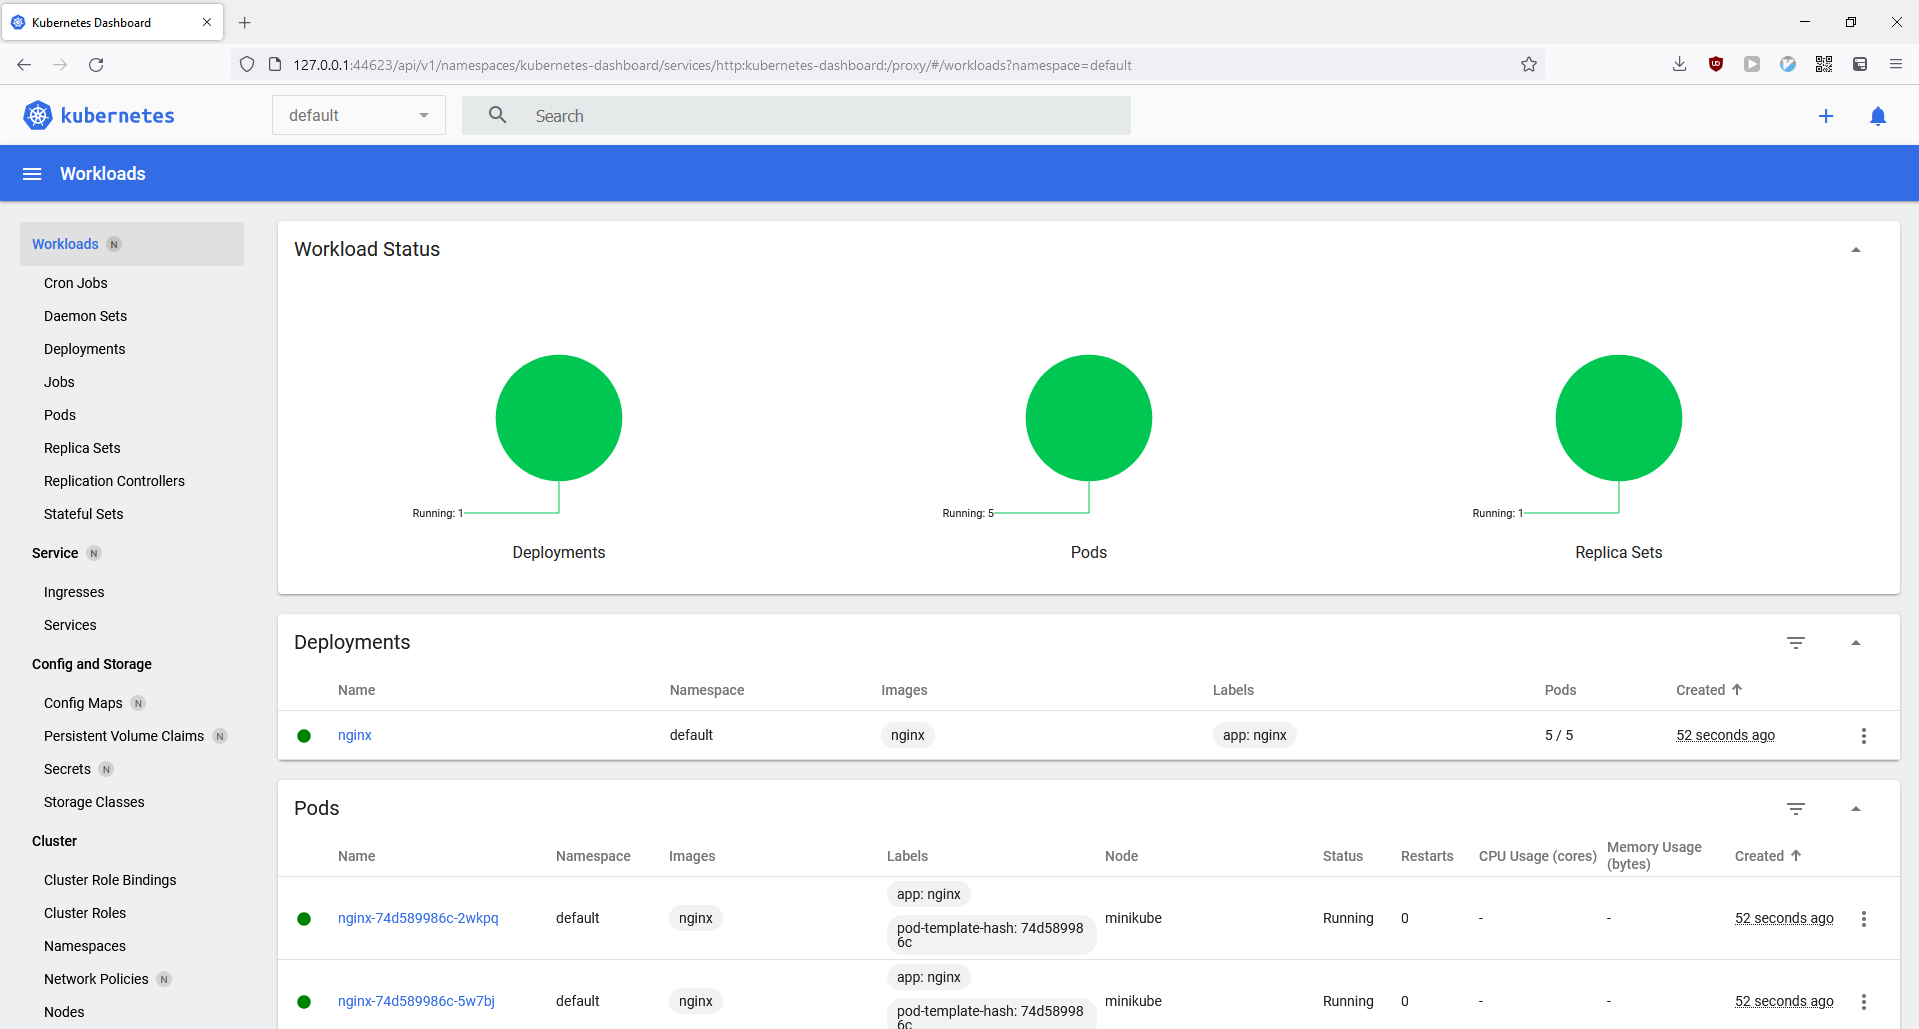 Kubernetes Dashboard
127.0.0.1:44623/api/v1/namespaces/kubernetes-dashboard/services/http:kubernetes-dashboard:/proxy/#/workloads?namespace=default
kubernetes
default
Search
Workloads
Workloads N
Cron Jobs
Daemon Sets
Deployments
Jobs
Pods
Replica Sets
Replication Controllers
Stateful Sets
Service N
Ingresses
Services
Config and Storage
Config Maps N
Persistent Volume Claims N
Secrets N
Storage Classes
Cluster
Cluster Role Bindings
Cluster Roles
Namespaces
Network Policies N
Nodes
Workload Status
Running: 1
Deployments
Running: 5
Pods
Running: 1
Replica Sets
Deployments
Name Namespace Images Labels Pods Created
nginx default nginx app: nginx 5 / 5 52 seconds ago
Pods
Name Namespace Images Labels Node Status Restarts CPU Usage (cores) Memory Usage (bytes) Created
nginx-74d589986c-2wkpq default nginx app: nginx
pod-template-hash: 74d58998
6c
minikube Running 0 - - 52 seconds ago
nginx-74d589986c-5w7bj default nginx app: nginx
pod-template-hash: 74d58998
6c
minikube Running 0 - - 52 seconds ago